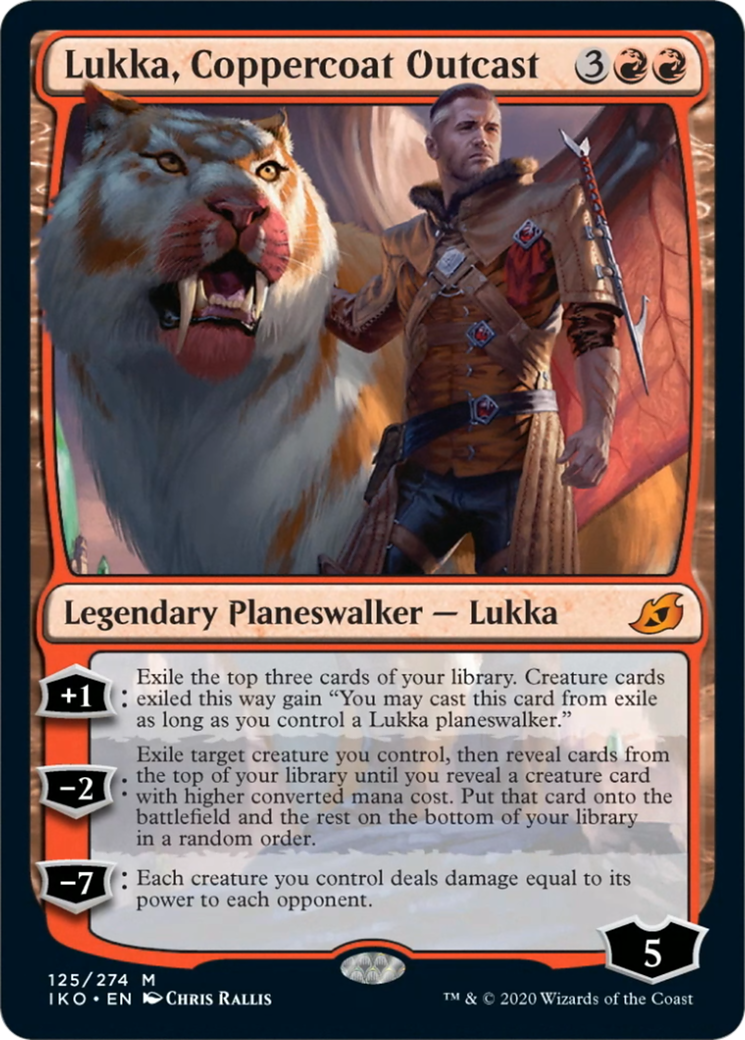 Lukka, Coppercoat Outcast 3
Legendary Planeswalker — Lukka
+1: Exile the top three cards of your library. Creature cards
exiled this way gain “You may cast this card from exile
as long as you control a Lukka planeswalker.”
−2: Exile target creature you control, then reveal cards from
the top of your library until you reveal a creature card
with higher converted mana cost. Put that card onto the
battlefield and the rest on the bottom of your library
in a random order.
−7: Each creature you control deals damage equal to its
power to each opponent.
5
125/274 M
IKO • EN Chris Rallis
™ & © 2020 Wizards of the Coast